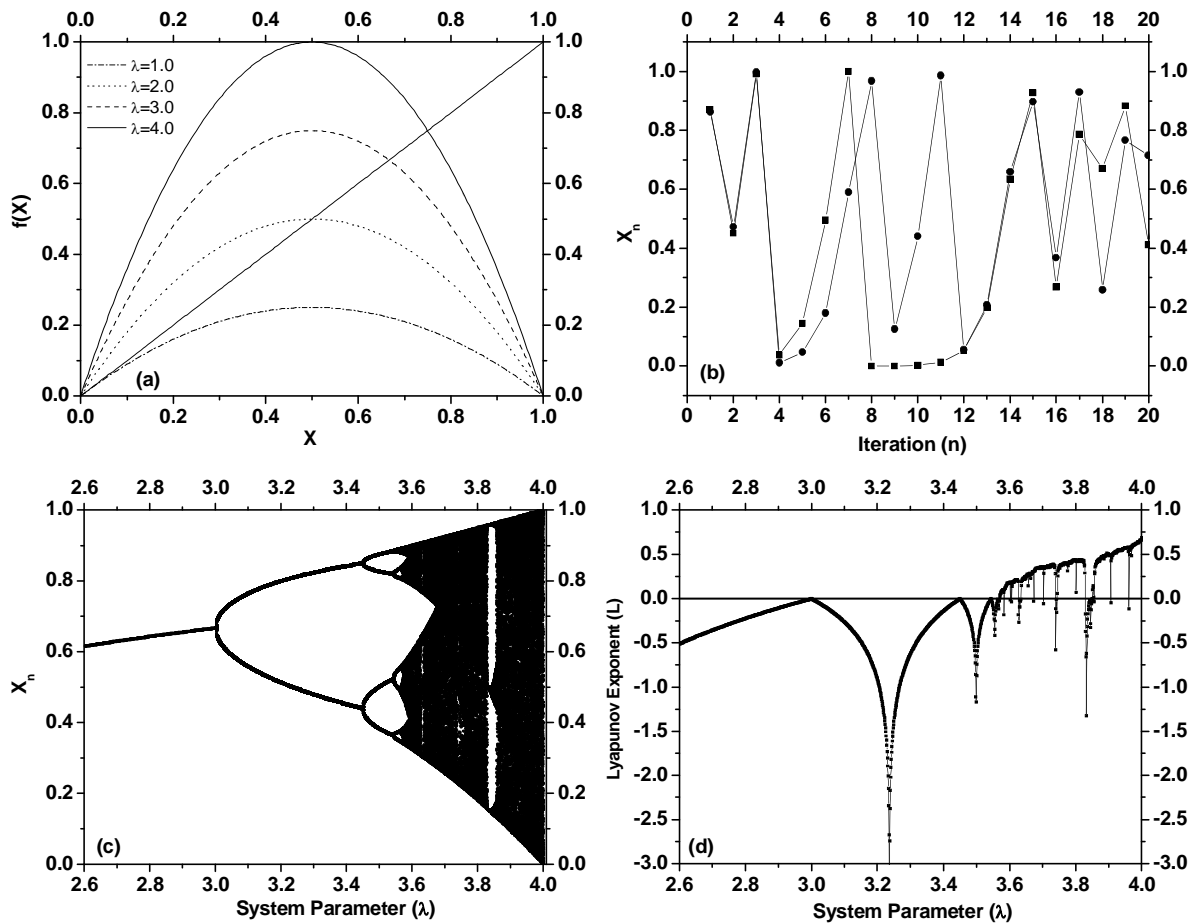 0.0 0.2 0.4 0.6 0.8 1.0
1.0 1.0
0.8 0.8
0.6 0.6
0.4 0.4
0.2 0.2
0.0 0.0
λ=1.0
λ=2.0
λ=3.0
λ=4.0
f(X)
(a)
0.0 0.2 0.4 0.6 0.8 1.0
X
0 2 4 6 8 10 12 14 16 18 20
1.0 1.0
0.8 0.8
0.6 0.6
0.4 0.4
0.2 0.2
0.0 0.0
Xn
(b)
0 2 4 6 8 10 12 14 16 18 20
Iteration (n)
2.6 2.8 3.0 3.2 3.4 3.6 3.8 4.0
1.0 1.0
0.8 0.8
0.6 0.6
0.4 0.4
0.2 0.2
0.0 0.0
Xn
(c)
2.6 2.8 3.0 3.2 3.4 3.6 3.8 4.0
System Parameter (λ)
2.6 2.8 3.0 3.2 3.4 3.6 3.8 4.0
1.0 1.0
0.5 0.5
0.0 0.0
-0.5 -0.5
-1.0 -1.0
-1.5 -1.5
-2.0 -2.0
-2.5 -2.5
-3.0 -3.0
Lyapunov Exponent (L)
(d)
2.6 2.8 3.0 3.2 3.4 3.6 3.8 4.0
System Parameter (λ)